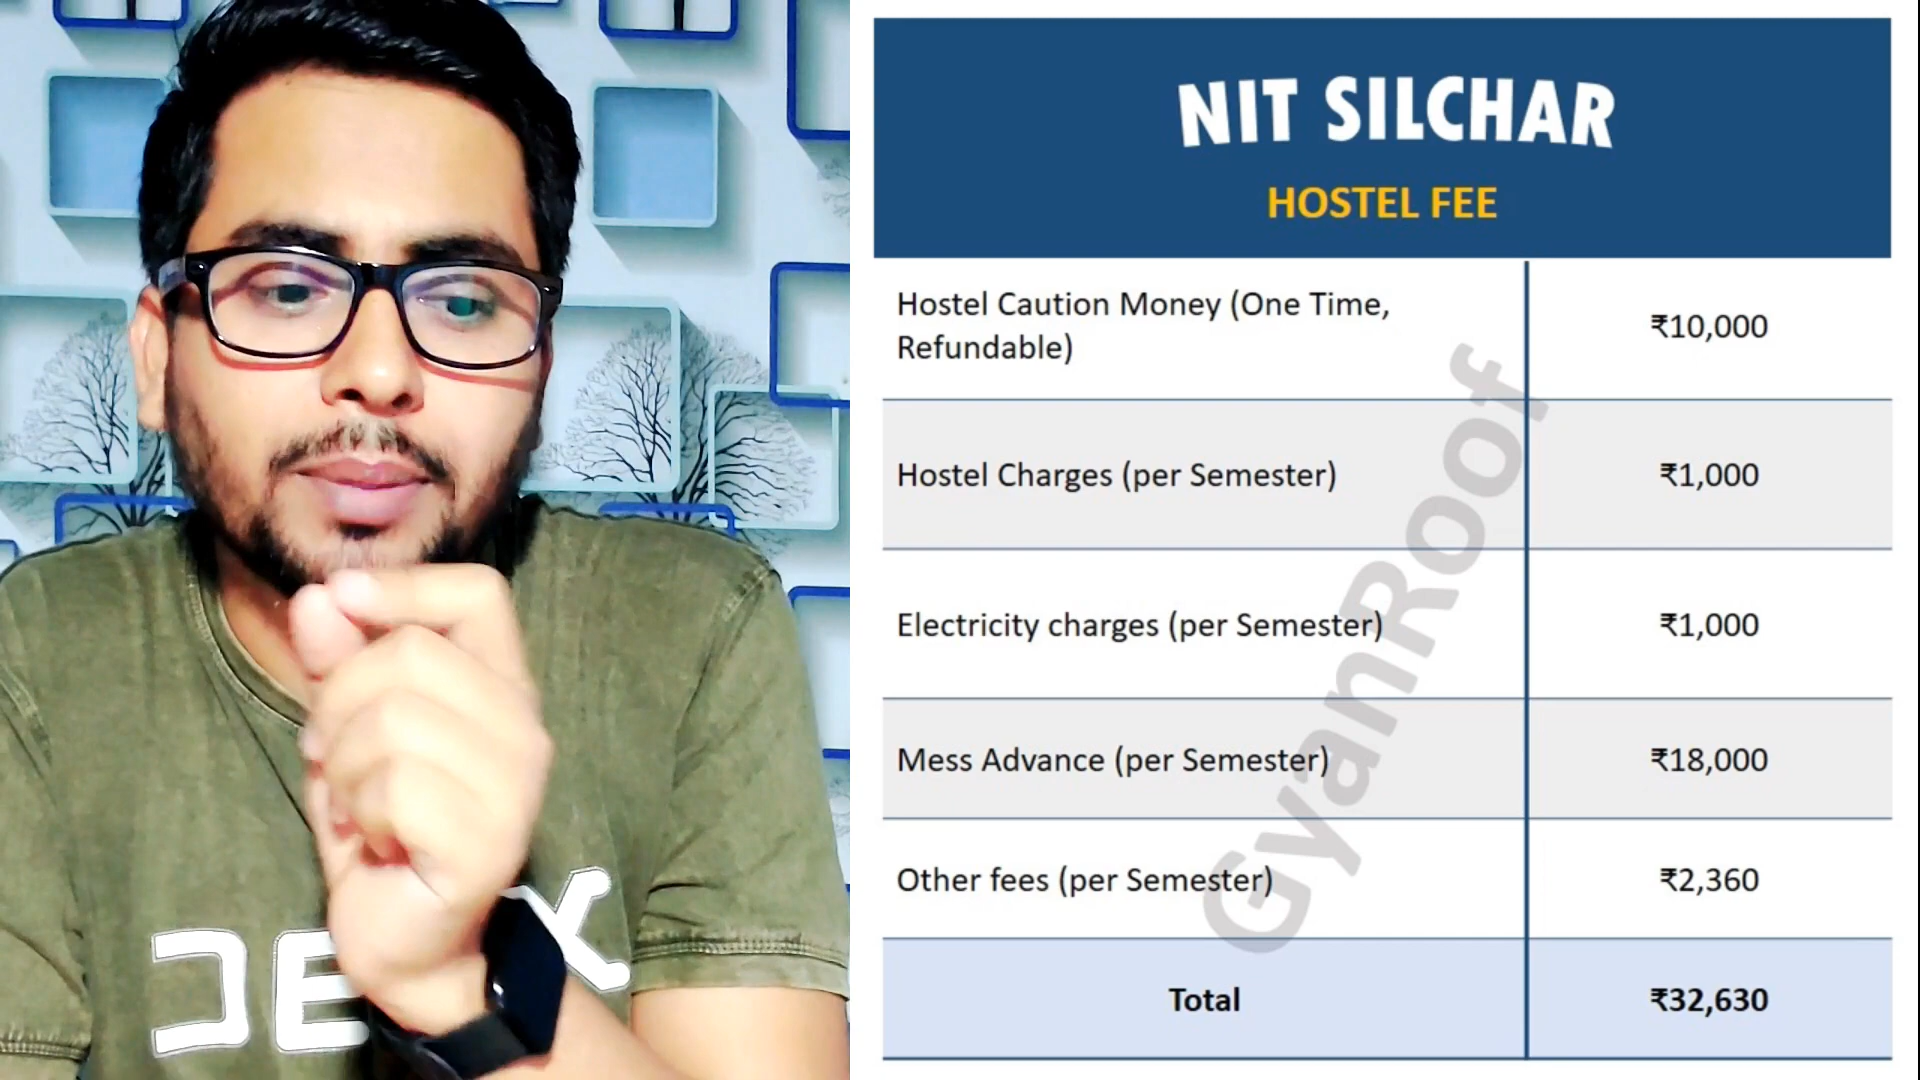 NIT SILCHAR
HOSTEL FEE
Hostel Caution Money (One Time,
Refundable)
₹10,000
Hostel Charges (per Semester)
₹1,000
Electricity charges (per Semester)
₹1,000
Mess Advance (per Semester)
₹18,000
Other fees (per Semester)
₹2,360
Total
₹32,630
GyanRoof